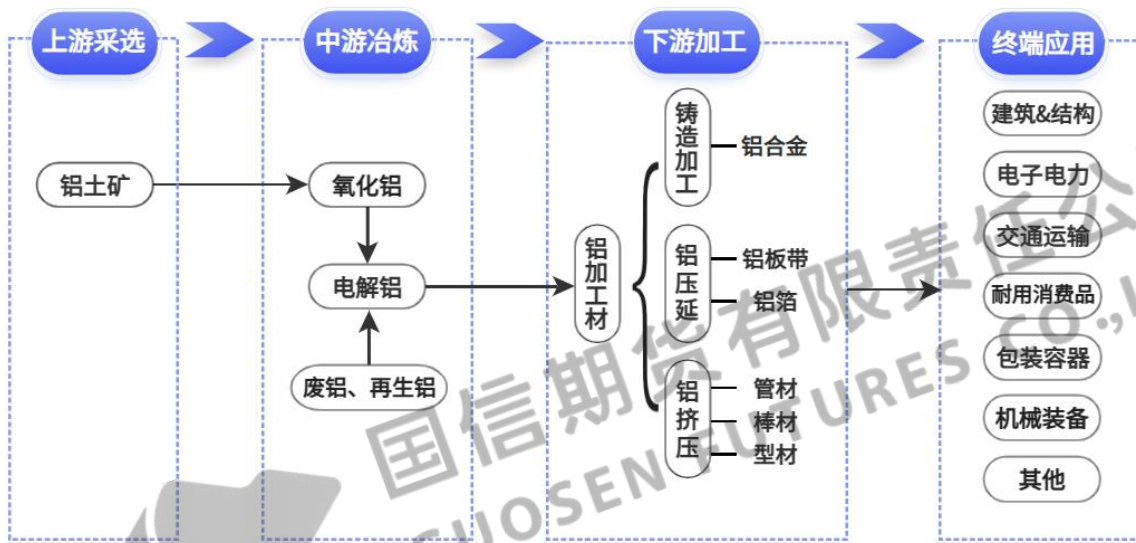 上游采选
中游冶炼
下游加工
终端应用
铝土矿
氧化铝
电解铝
废铝、再生铝
铝加工材
铸造加工
铝合金
铝压延
铝板带
铝箔
铝挤压
管材
棒材
型材
建筑&结构
电子电力
交通运输
耐用消费品
包装容器
机械装备
其他
国信期货有限责任公
GUOSEN FUTURES CO.,L